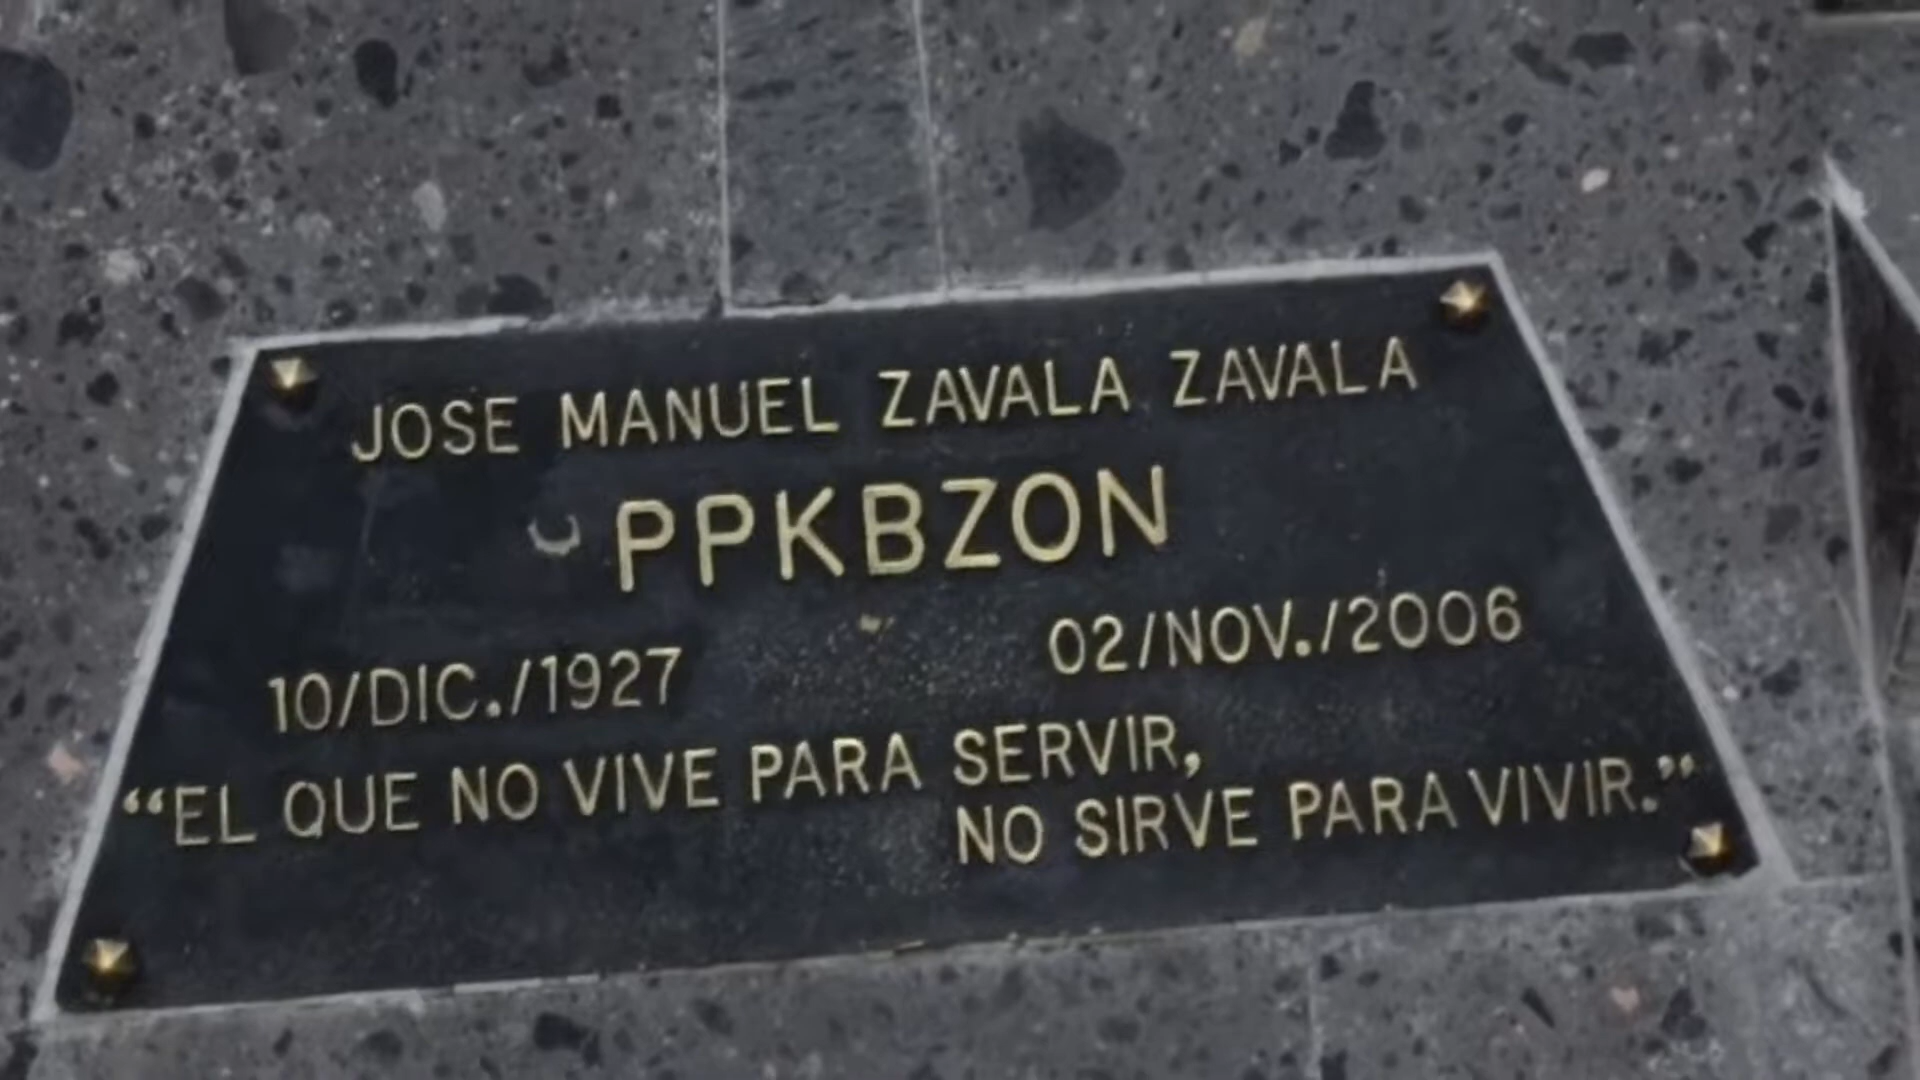 JOSE MANUEL ZAVALA ZAVALA
PPKBZON
10/DIC./1927 02/NOV./2006
“EL QUE NO VIVE PARA SERVIR,
NO SIRVE PARA VIVIR.”